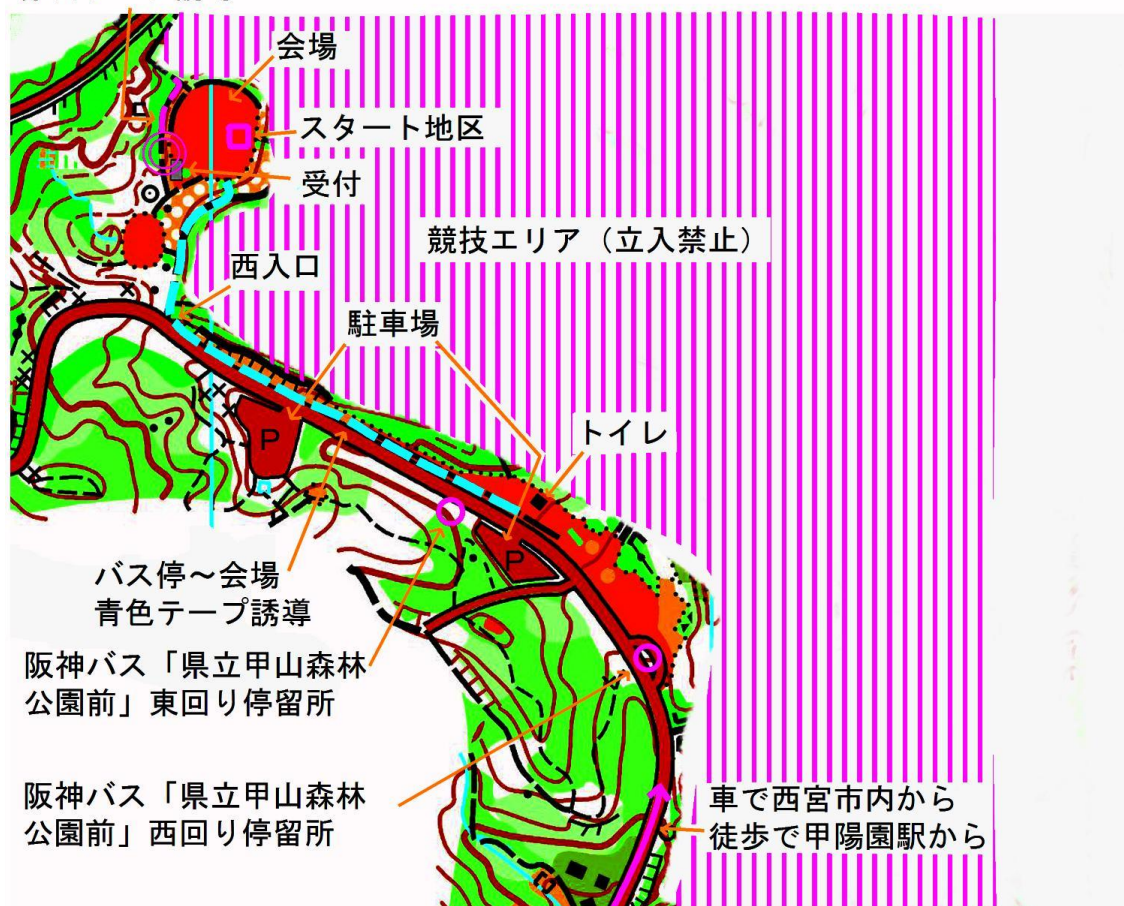 会場
スタート地区
受付
競技エリア（立入禁止）
西入口
駐車場
トイレ
P
P
バス停～会場
青色テープ誘導
阪神バス「県立甲山森林
公園前」東回り停留所
阪神バス「県立甲山森林
公園前」西回り停留所
車で西宮市内から
徒歩で甲陽園駅から